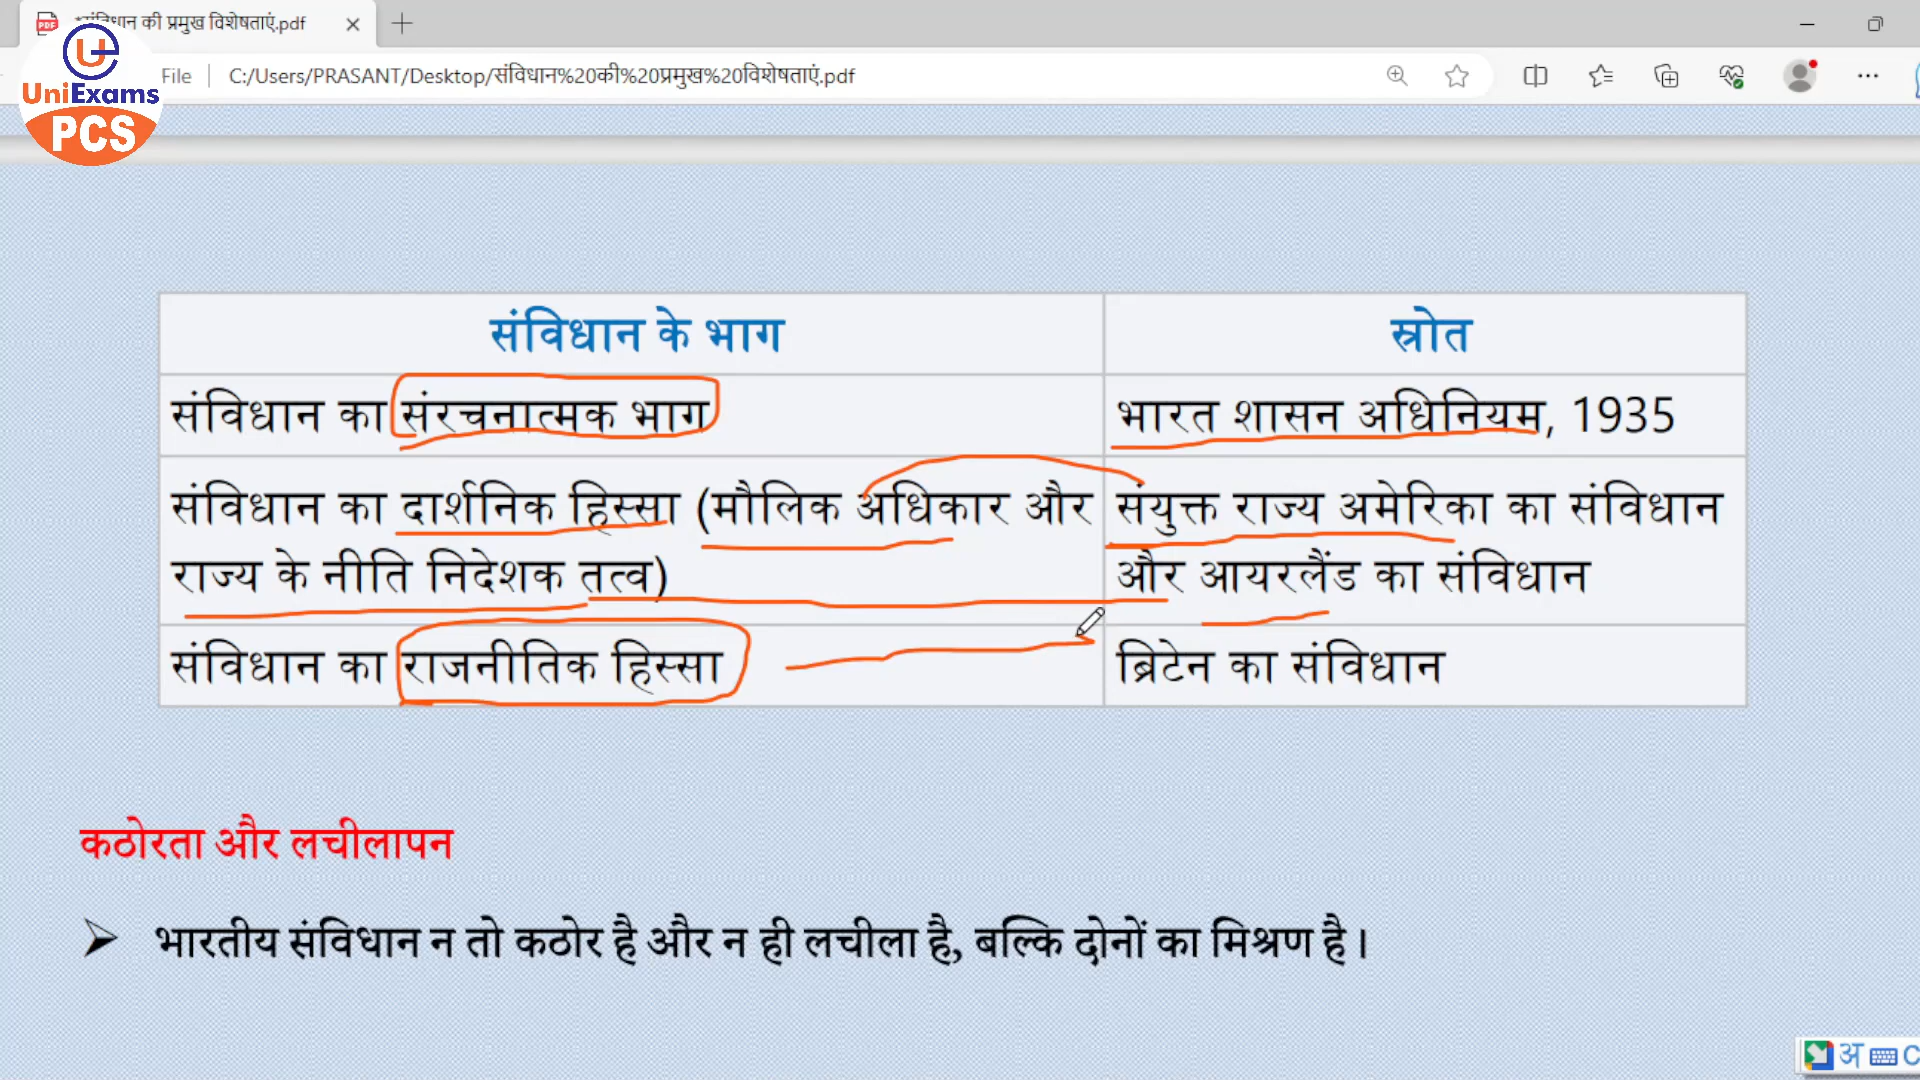 संविधान की प्रमुख विशेषताएं.pdf
File
C:/Users/PRASANT/Desktop/संविधान%20की%20प्रमुख%20विशेषताएं.pdf
UniExams
PCS
संविधान के भाग स्रोत
संविधान का संरचनात्मक भाग भारत शासन अधिनियम, 1935
संविधान का दार्शनिक हिस्सा (मौलिक अधिकार और संयुक्त राज्य अमेरिका का संविधान
राज्य के नीति निदेशक तत्व) और आयरलैंड का संविधान
संविधान का राजनीतिक हिस्सा ब्रिटेन का संविधान
कठोरता और लचीलापन
भारतीय संविधान न तो कठोर है और न ही लचीला है, बल्कि दोनों का मिश्रण है।
अ